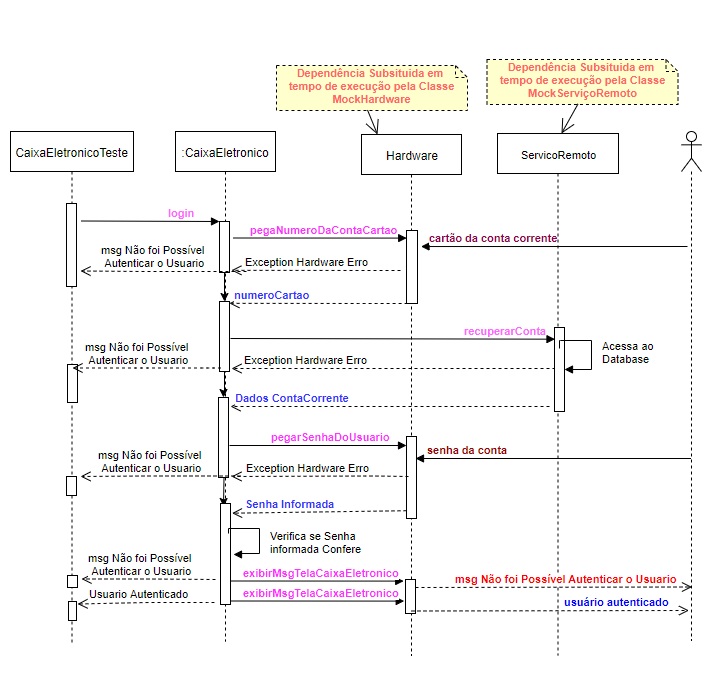 Dependência Subsituida em
tempo de execução pela Classe
MockHardware
Dependência Subsituida em
tempo de execução pela Classe
MockServiçoRemoto
CaixaEletronicoTeste
:CaixaEletronico
Hardware
ServicoRemoto
login
pegaNumeroDaContaCartao
cartão da conta corrente
msg Não foi Possível
Autenticar o Usuario
Exception Hardware Erro
numeroCartao
recuperarConta
msg Não foi Possível
Autenticar o Usuario
Exception Hardware Erro
Acessa ao
Database
Dados ContaCorrente
pegarSenhaDoUsuario
senha da conta
msg Não foi Possível
Autenticar o Usuario
Exception Hardware Erro
Senha Informada
Verifica se Senha
informada Confere
msg Não foi Possível
Autenticar o Usuario
exibirMsgTelaCaixaEletronico
msg Não foi Possível Autenticar o Usuario
Usuario Autenticado
exibirMsgTelaCaixaEletronico
usuário autenticado